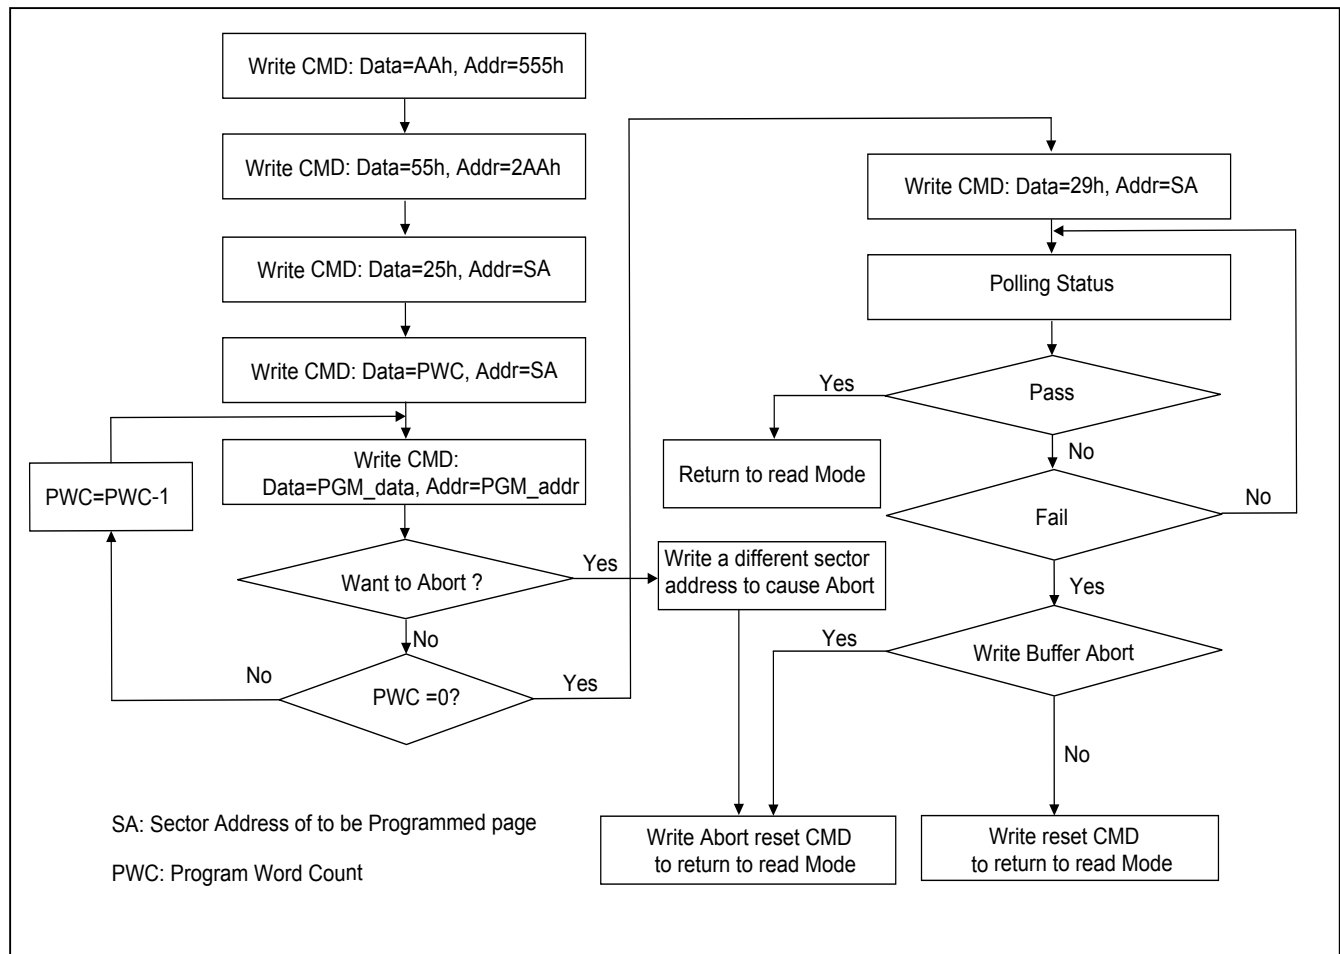 Write CMD: Data=AAh, Addr=555h
Write CMD: Data=55h, Addr=2AAh
Write CMD: Data=25h, Addr=SA
Write CMD: Data=PWC, Addr=SA
Write CMD:
Data=PGM_data, Addr=PGM_addr
PWC=PWC-1
Want to Abort ?
Yes
No
PWC =0?
No
Yes
Write a different sector
address to cause Abort
Write CMD: Data=29h, Addr=SA
Polling Status
Pass
Yes
No
Return to read Mode
Fail
No
Yes
Write Buffer Abort
Yes
No
Write Abort reset CMD
to return to read Mode
Write reset CMD
to return to read Mode
SA: Sector Address of to be Programmed page
PWC: Program Word Count